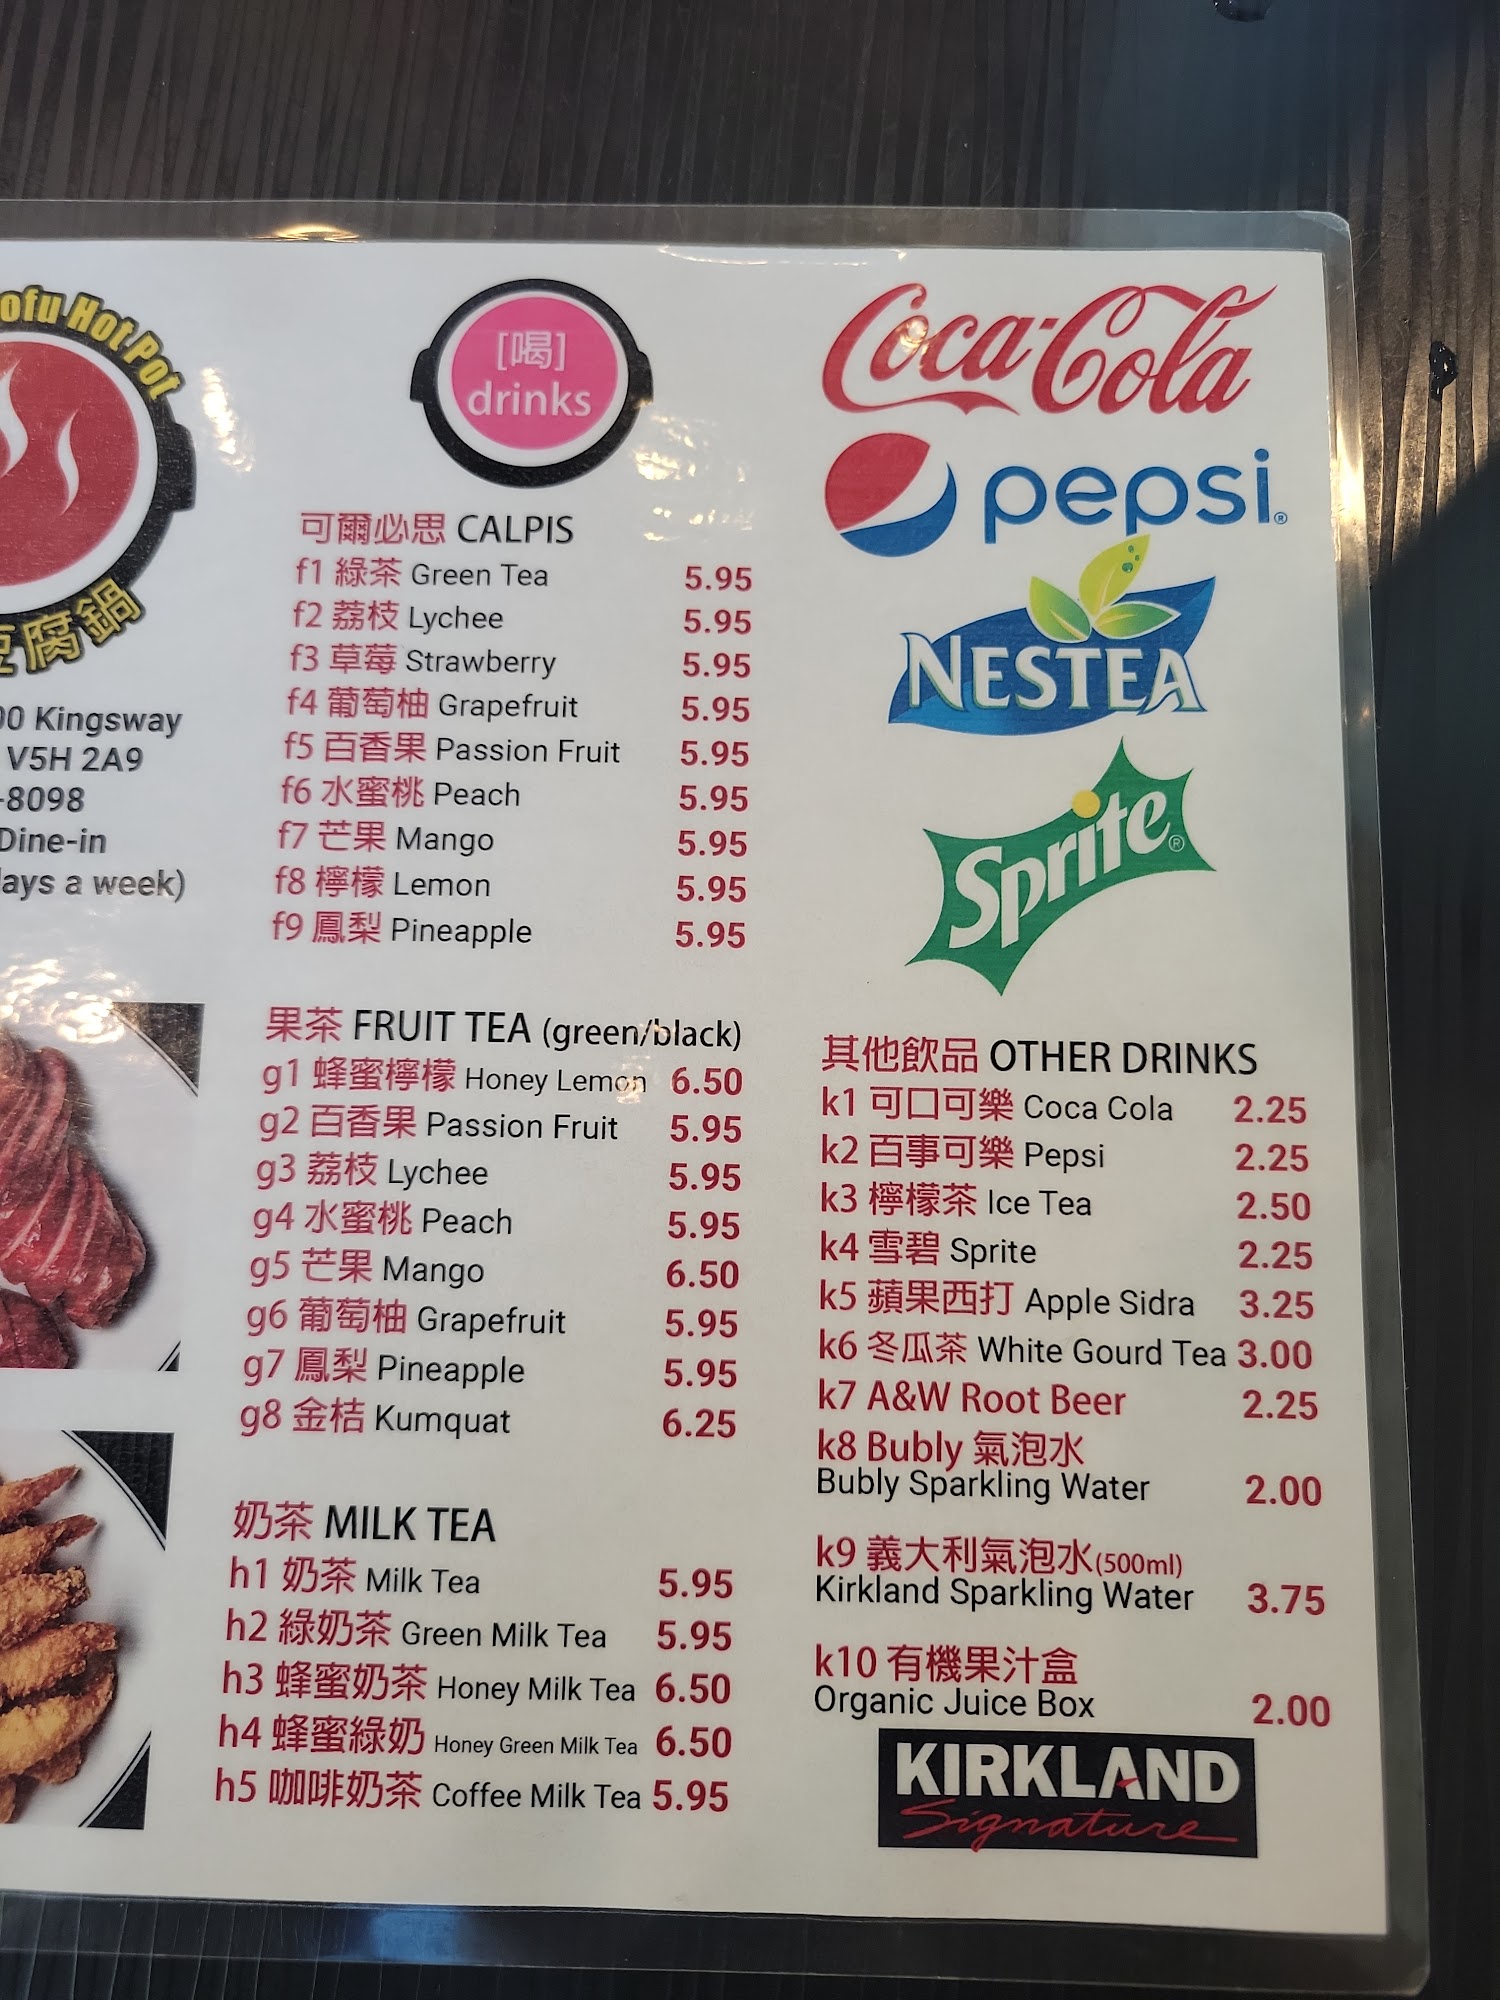 ofu Hot Pot
腐鍋
00 Kingsway
V5H 2A9
-8098
Dine-in
days a week)
[喝]
drinks
可爾必思 CALPIS
f1 綠茶 Green Tea 5.95
f2 荔枝 Lychee 5.95
f3 草莓 Strawberry 5.95
f4 葡萄柚 Grapefruit 5.95
f5 百香果 Passion Fruit 5.95
f6 水蜜桃 Peach 5.95
f7 芒果 Mango 5.95
f8 檸檬 Lemon 5.95
f9 鳳梨 Pineapple 5.95
果茶 FRUIT TEA (green/black)
g1 蜂蜜檸檬 Honey Lemon 6.50
g2 百香果 Passion Fruit 5.95
g3 荔枝 Lychee 5.95
g4 水蜜桃 Peach 5.95
g5 芒果 Mango 6.50
g6 葡萄柚 Grapefruit 5.95
g7 鳳梨 Pineapple 5.95
g8 金桔 Kumquat 6.25
奶茶 MILK TEA
h1 奶茶 Milk Tea 5.95
h2 綠奶茶 Green Milk Tea 5.95
h3 蜂蜜奶茶 Honey Milk Tea 6.50
h4 蜂蜜綠奶 Honey Green Milk Tea 6.50
h5 咖啡奶茶 Coffee Milk Tea 5.95
Coca-Cola
pepsi®
NESTEA
Sprite®
其他飲品 OTHER DRINKS
k1 可口可樂 Coca Cola 2.25
k2 百事可樂 Pepsi 2.25
k3 檸檬茶 Ice Tea 2.50
k4 雪碧 Sprite 2.25
k5 蘋果西打 Apple Sidra 3.25
k6 冬瓜茶 White Gourd Tea 3.00
k7 A&W Root Beer 2.25
k8 Bubly 氣泡水
Bubly Sparkling Water 2.00
k9 義大利氣泡水(500ml)
Kirkland Sparkling Water 3.75
k10 有機果汁盒
Organic Juice Box 2.00
KIRKLAND
Signature